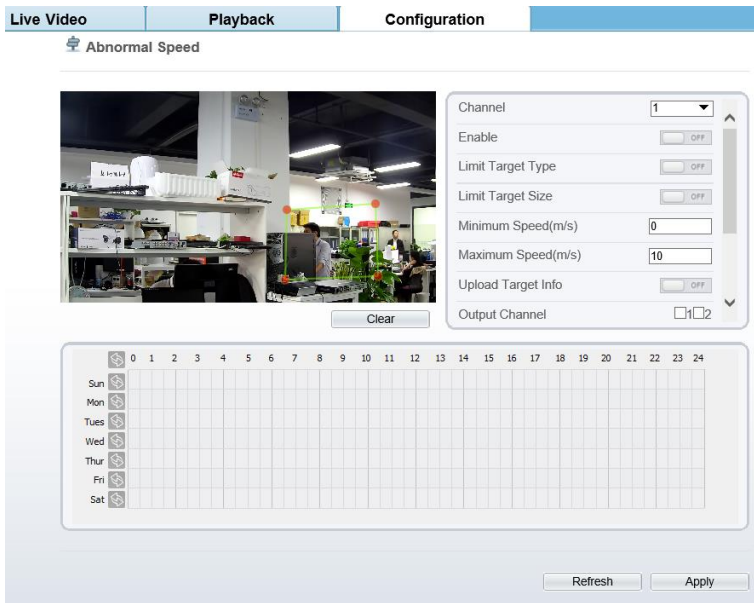 Live Video Playback Configuration
Abnormal Speed
Channel 1
Enable OFF
Limit Target Type OFF
Limit Target Size OFF
Minimum Speed(m/s) 0
Maximum Speed(m/s) 10
Upload Target Info OFF
Output Channel 1 2
Clear
0 1 2 3 4 5 6 7 8 9 10 11 12 13 14 15 16 17 18 19 20 21 22 23 24
Sun
Mon
Tues
Wed
Thur
Fri
Sat
Refresh Apply